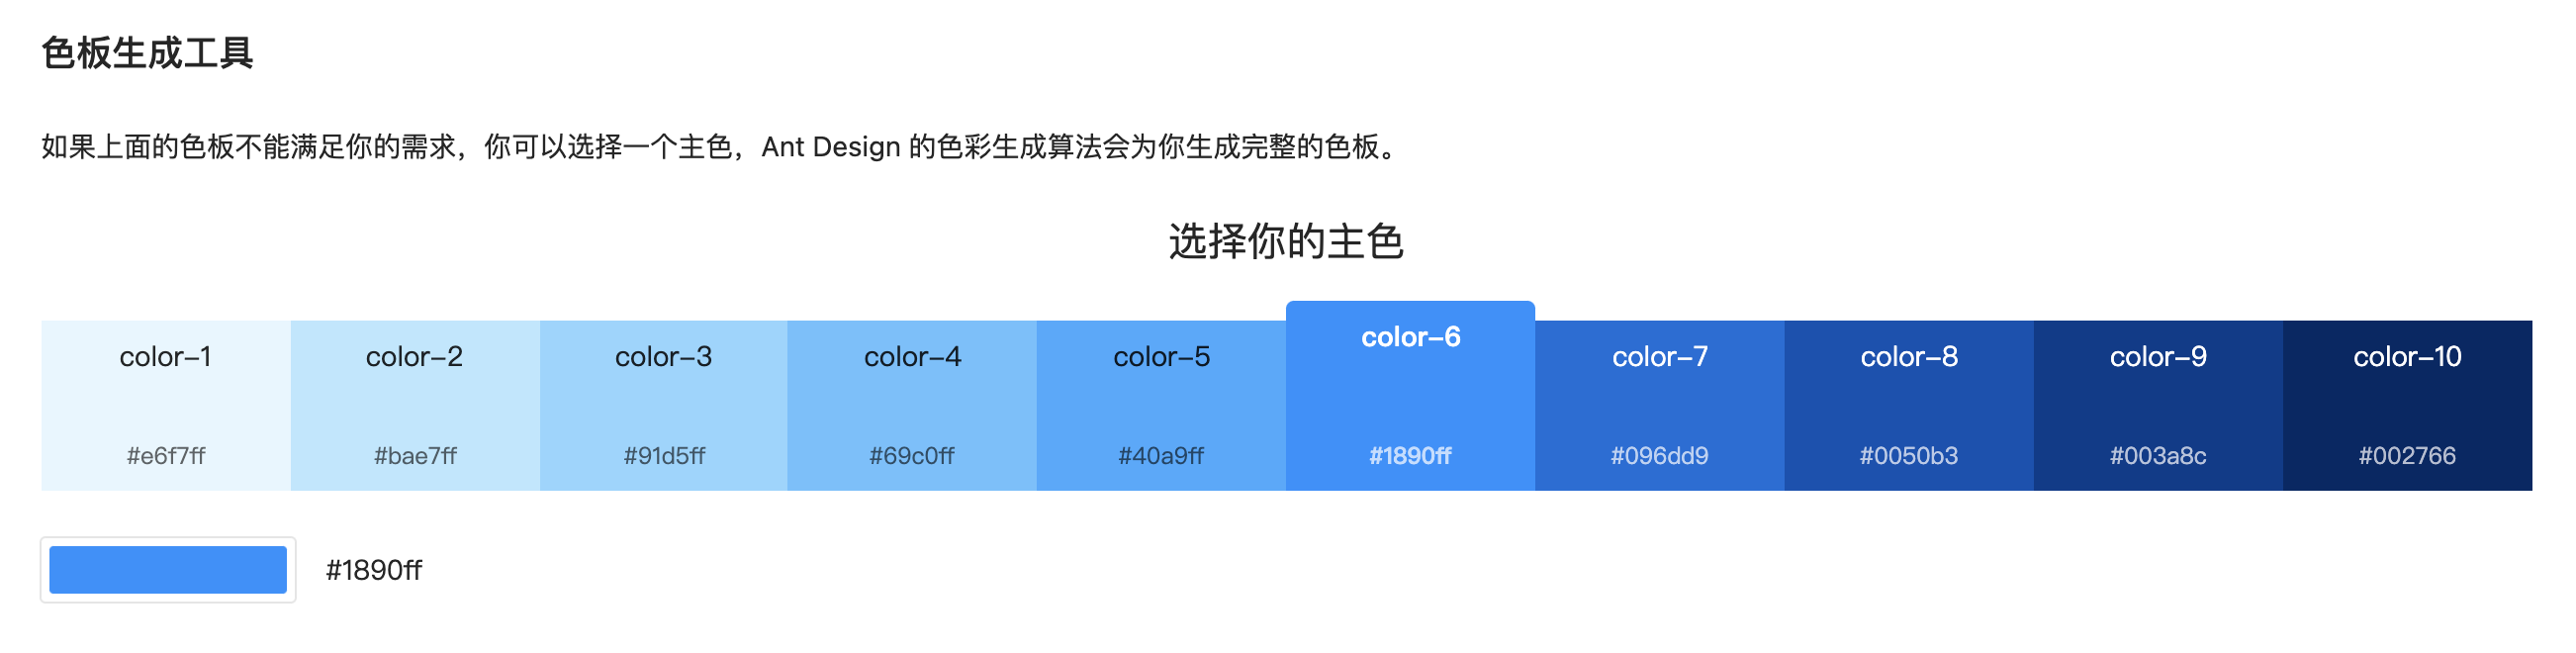 色板生成工具
如果上面的色板不能满足你的需求，你可以选择一个主色，Ant Design 的色彩生成算法会为你生成完整的色板。
选择你的主色
color-1 color-2 color-3 color-4 color-5 color-6 color-7 color-8 color-9 color-10
#e6f7ff #bae7ff #91d5ff #69c0ff #40a9ff #1890ff #096dd9 #0050b3 #003a8c #002766
#1890ff